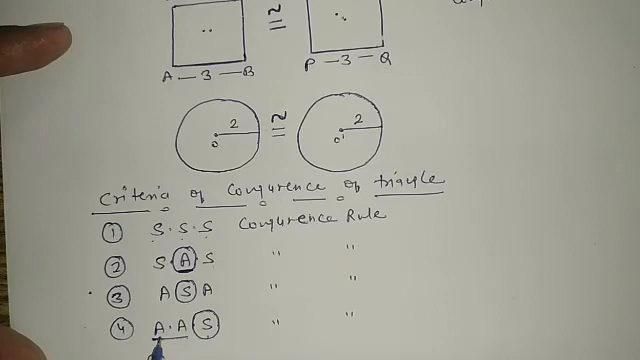 ≅ ≅
A — 3 — B P — 3 — Q
2 ≅ 2
o o'
Criteria of Congurence of triangle
① S.S.S Congurence Rule
② S.A.S " "
③ A S A " "
④ A.A S " "